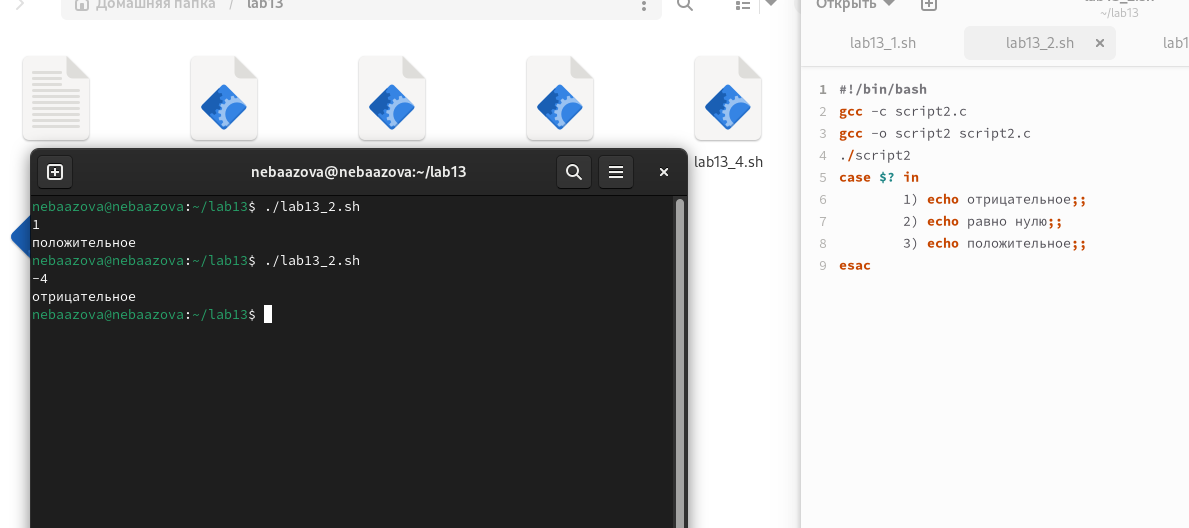 Домашняя папка / lab13
lab13_4.sh
nebaazova@nebaazova:~/lab13
nebaazova@nebaazova:~/lab13$ ./lab13_2.sh
1
положительное
nebaazova@nebaazova:~/lab13$ ./lab13_2.sh
-4
отрицательное
nebaazova@nebaazova:~/lab13$
Открыть
~/lab13
lab13_1.sh
lab13_2.sh
lab1
1 #!/bin/bash
2 gcc -c script2.c
3 gcc -o script2 script2.c
4 ./script2
5 case $? in
6 1) echo отрицательное;;
7 2) echo равно нулю;;
8 3) echo положительное;;
9 esac